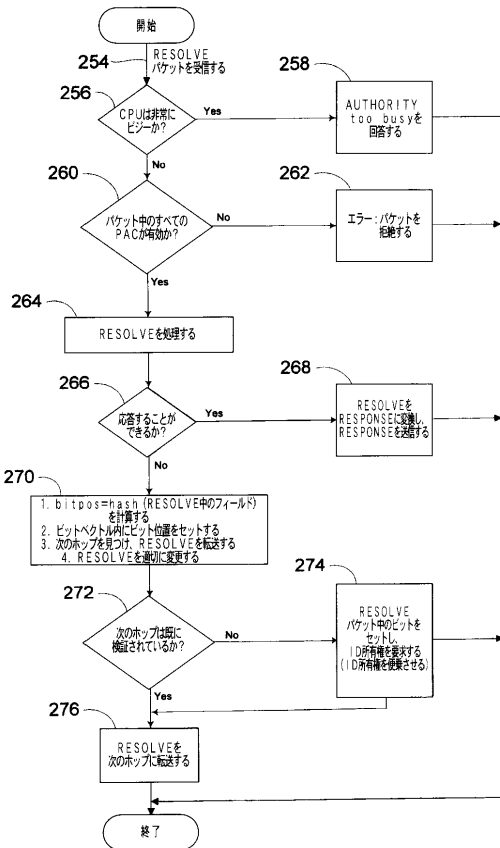 開始
254
RESOLVE
パケットを受信する
256
CPUは非常に
ビジーか?
Yes
258
AUTHORITY
too busyを
回答する
No
260
パケット中のすべての
PACが有効か?
No
262
エラー:パケットを
拒絶する
Yes
264
RESOLVEを処理する
266
応答することが
できるか?
Yes
268
RESOLVEを
RESPONSEに変換し、
RESPONSEを送信する
No
270
1. bitpos=hash(RESOLVE中のフィールド)
を計算する
2. ビットベクトル内にビット位置をセットする
3. 次のホップを見つけ、RESOLVEを転送する
4. RESOLVEを適切に変更する
272
次のホップは既に
検証されているか?
No
274
RESOLVE
パケット中のビットを
セットし、
ID所有権を要求する
(ID所有権を便乗させる)
Yes
276
RESOLVEを
次のホップに転送する
終了